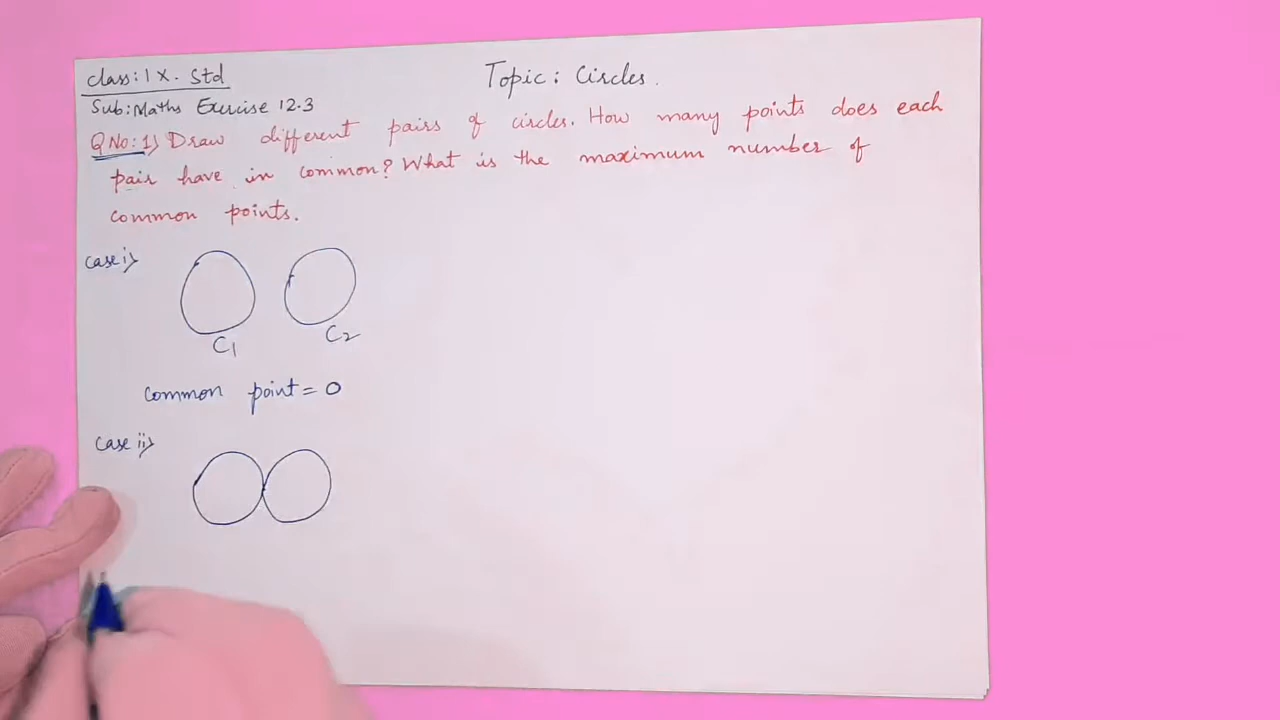 class: IX. Std
Topic: Circles.
Sub: Maths Exercise 12.3
Q No: 1) Draw different pairs of circles. How many points does each
pair have in common? What is the maximum number of
common points.
case i)
C1 C2
common point = 0
case ii)